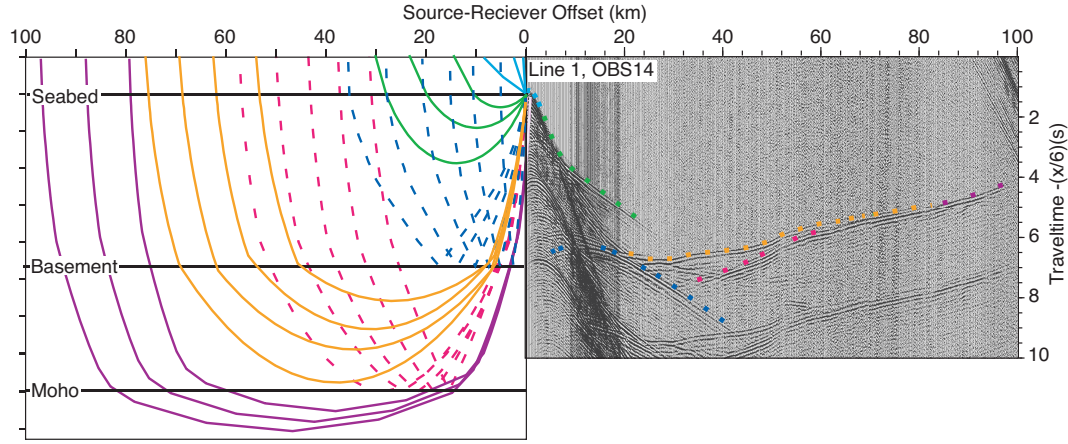 Source-Reciever Offset (km)
100 80 60 40 20 0 20 40 60 80 100
Line 1, OBS14
Seabed
Basement
Moho
2
4
6
8
10
Traveltime -(x/6)(s)